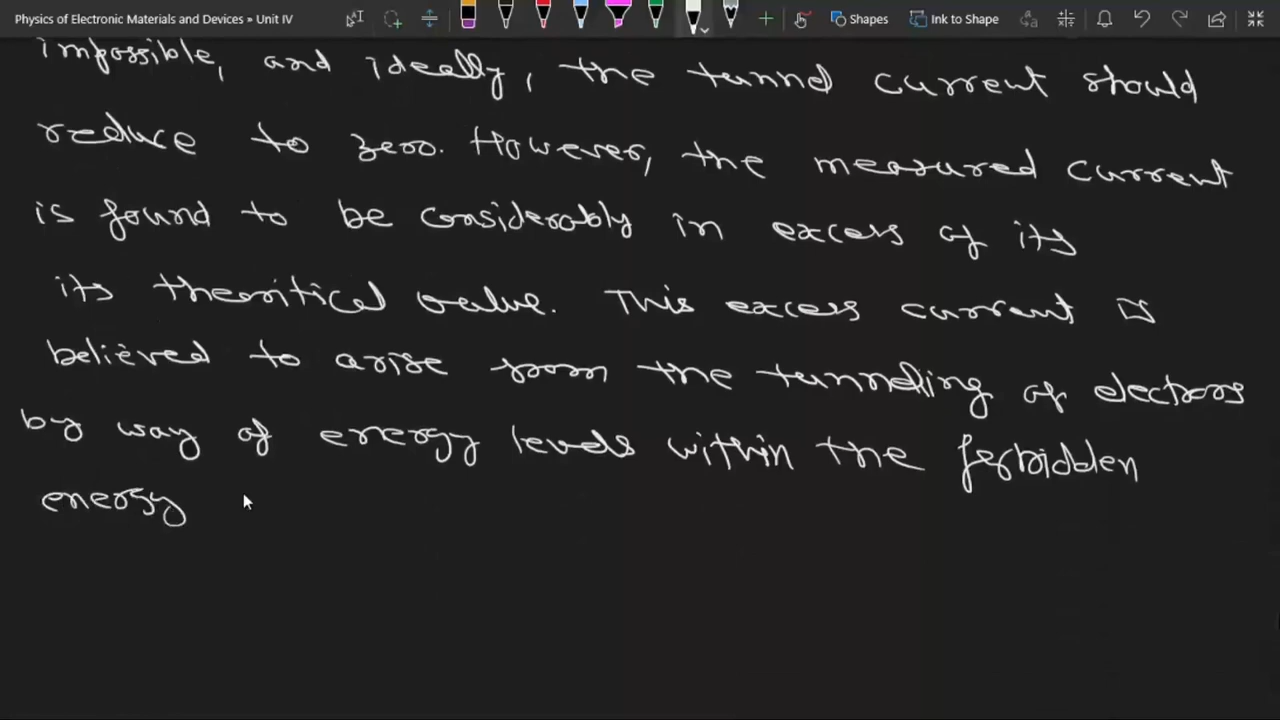 Physics of Electronic Materials and Devices » Unit IV
Shapes
Ink to Shape
impossible, and ideally, the tunnel current should
reduce to zero. However, the measured current
is found to be considerably in excess of its
its theoritical value. This excess current is
believed to arise from the tunneling of electrons
by way of energy levels within the forbidden
energy